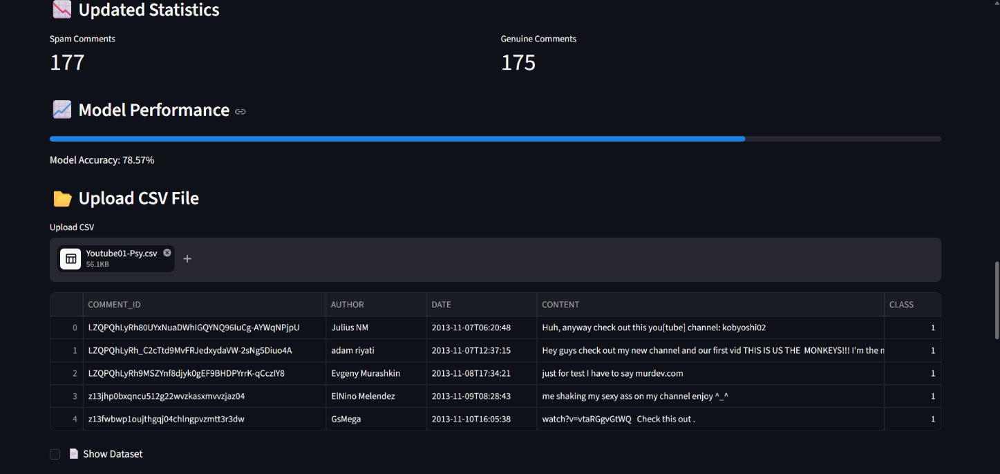 Updated Statistics
Spam Comments Genuine Comments
177 175
Model Performance
Model Accuracy: 78.57%
Upload CSV File
Upload CSV
Youtube01-Psy.csv
56.1KB
COMMENT_ID AUTHOR DATE CONTENT CLASS
0 LZQPQhLyRh80UYxNuaDWhIGQYNQ96IuCg-AYWqNPjpU Julius NM 2013-11-07T06:20:48 Huh, anyway check out this you[tube] channel: kobyoshi02 1
1 LZQPQhLyRh_C2cTtd9MvFRJedxydaVW-2sNg5Diuo4A adam riyati 2013-11-07T12:37:15 Hey guys check out my new channel and our first vid THIS IS US THE  MONKEYS!!! I'm the 1
2 LZQPQhLyRh9MSZYnf8djyk0gEF9BHDPYrrK-qCczIY8 Evgeny Murashkin 2013-11-08T17:34:21 just for test I have to say murdev.com 1
3 z13jhp0bxqncu512g22wvzkasxmvvzjaz04 ElNino Melendez 2013-11-09T08:28:43 me shaking my sexy ass on my channel enjoy ^_^ 1
4 z13fwbwp1oujthgqj04chlngpvzmtt3r3dw GsMega 2013-11-10T16:05:38 watch?v=vtaRGgvGtWQ   Check this out . 1
Show Dataset